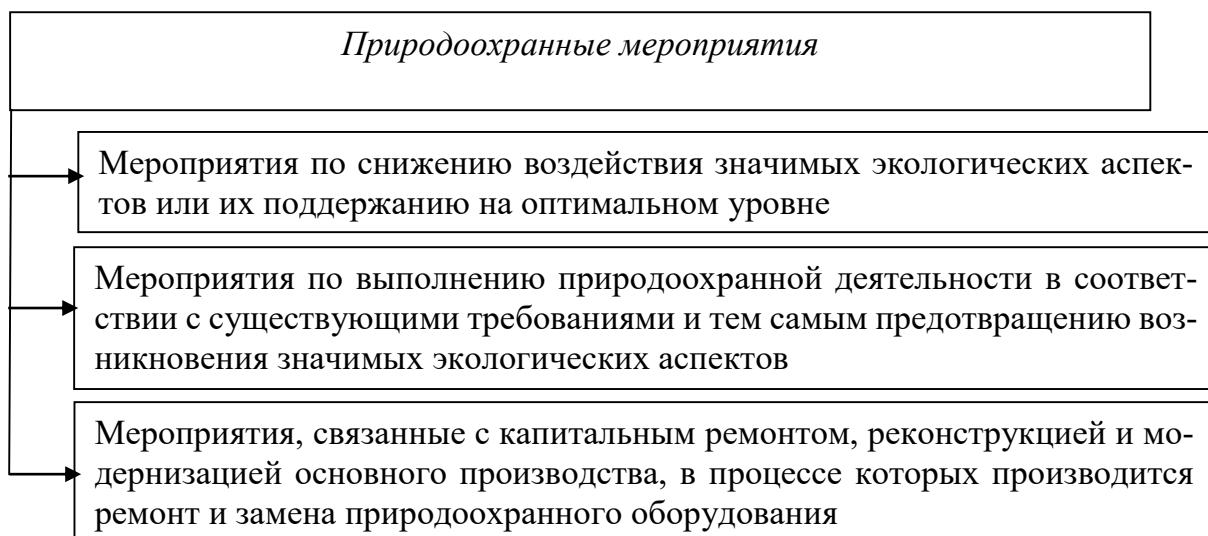 Природоохранные мероприятия
Мероприятия по снижению воздействия значимых экологических аспек-
тов или их поддержанию на оптимальном уровне
Мероприятия по выполнению природоохранной деятельности в соответ-
ствии с существующими требованиями и тем самым предотвращению воз-
никновения значимых экологических аспектов
Мероприятия, связанные с капитальным ремонтом, реконструкцией и мо-
дернизацией основного производства, в процессе которых производится
ремонт и замена природоохранного оборудования